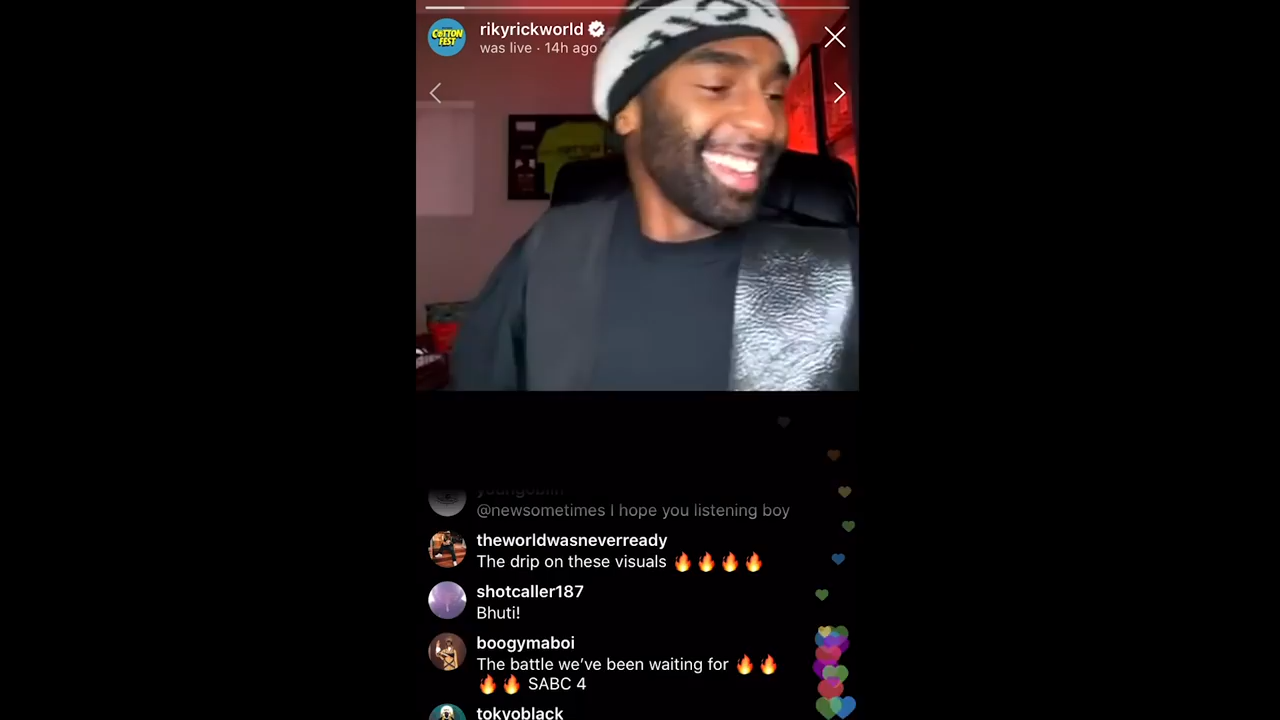 COTTON
FEST
rikyrickworld
was live · 14h ago
youngoblin
@newsometimes I hope you listening boy
theworldwasneverready
The drip on these visuals 🔥🔥🔥🔥
shotcaller187
Bhuti!
boogymaboi
The battle we’ve been waiting for 🔥🔥
🔥🔥 SABC 4
tokyoblack